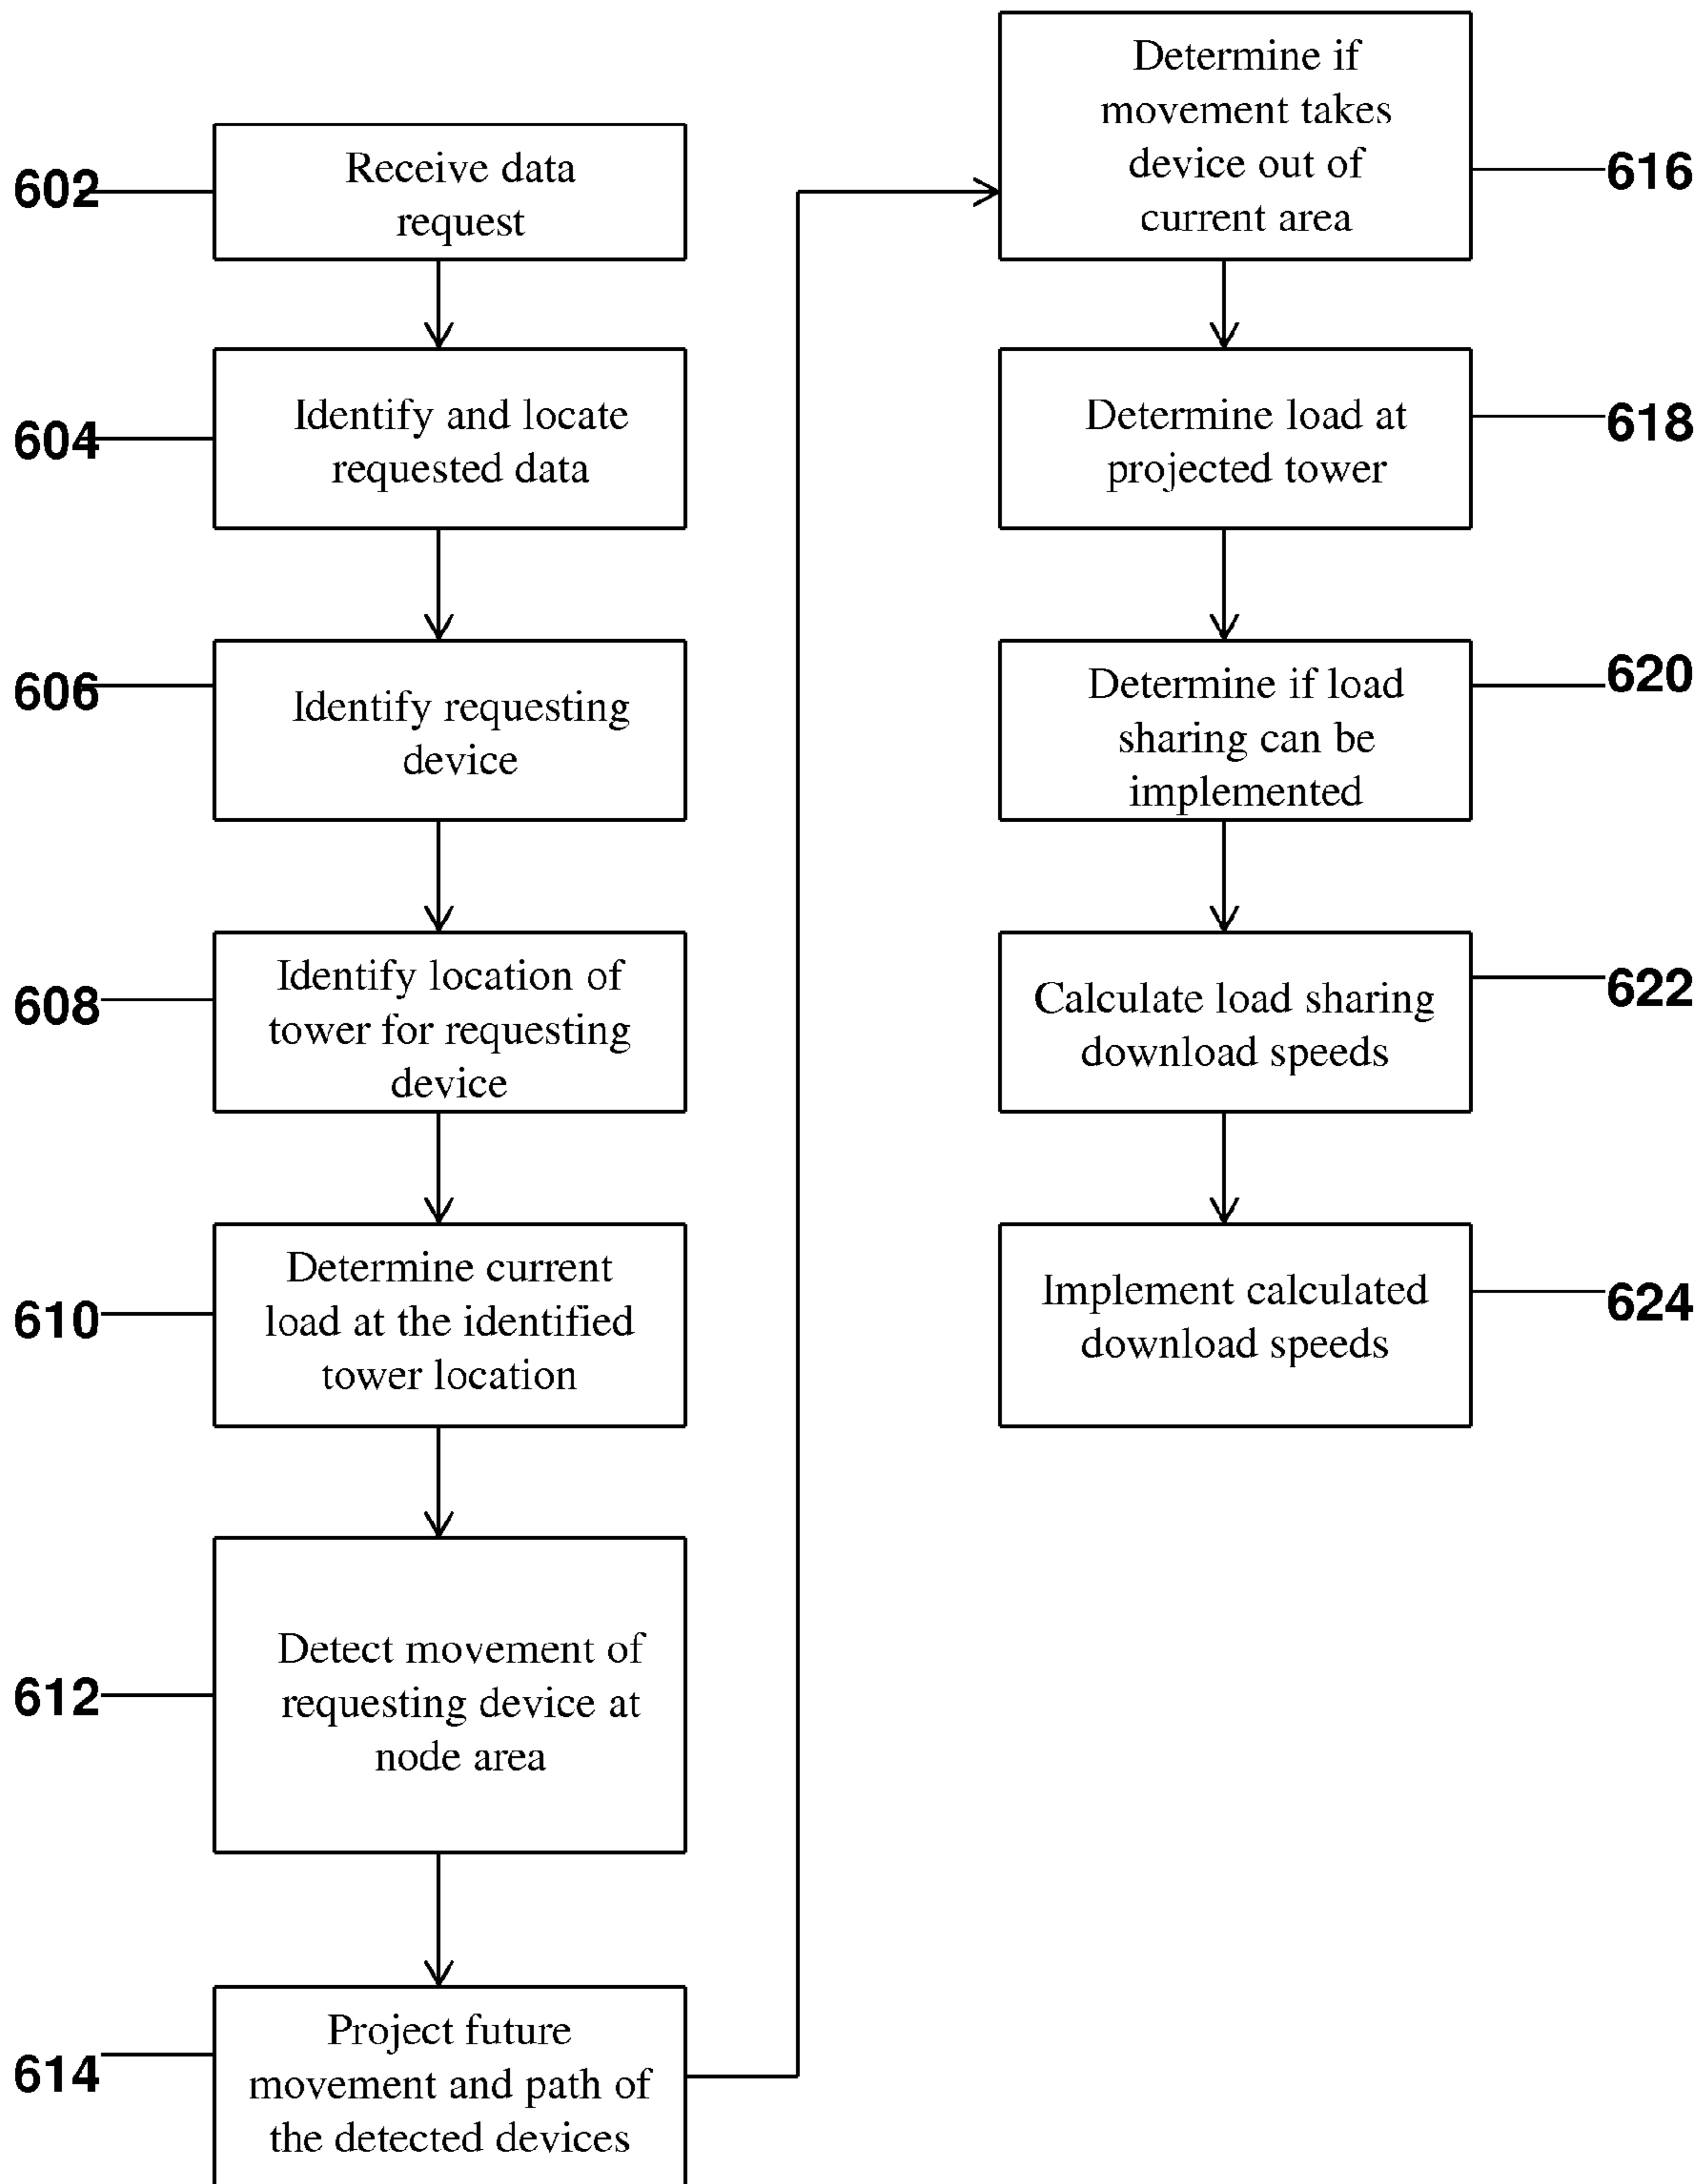 602
Receive data
request
604
Identify and locate
requested data
606
Identify requesting
device
608
Identify location of
tower for requesting
device
610
Determine current
load at the identified
tower location
612
Detect movement of
requesting device at
node area
614
Project future
movement and path of
the detected devices
Determine if
movement takes
device out of
current area
616
Determine load at
projected tower
618
Determine if load
sharing can be
implemented
620
Calculate load sharing
download speeds
622
Implement calculated
download speeds
624